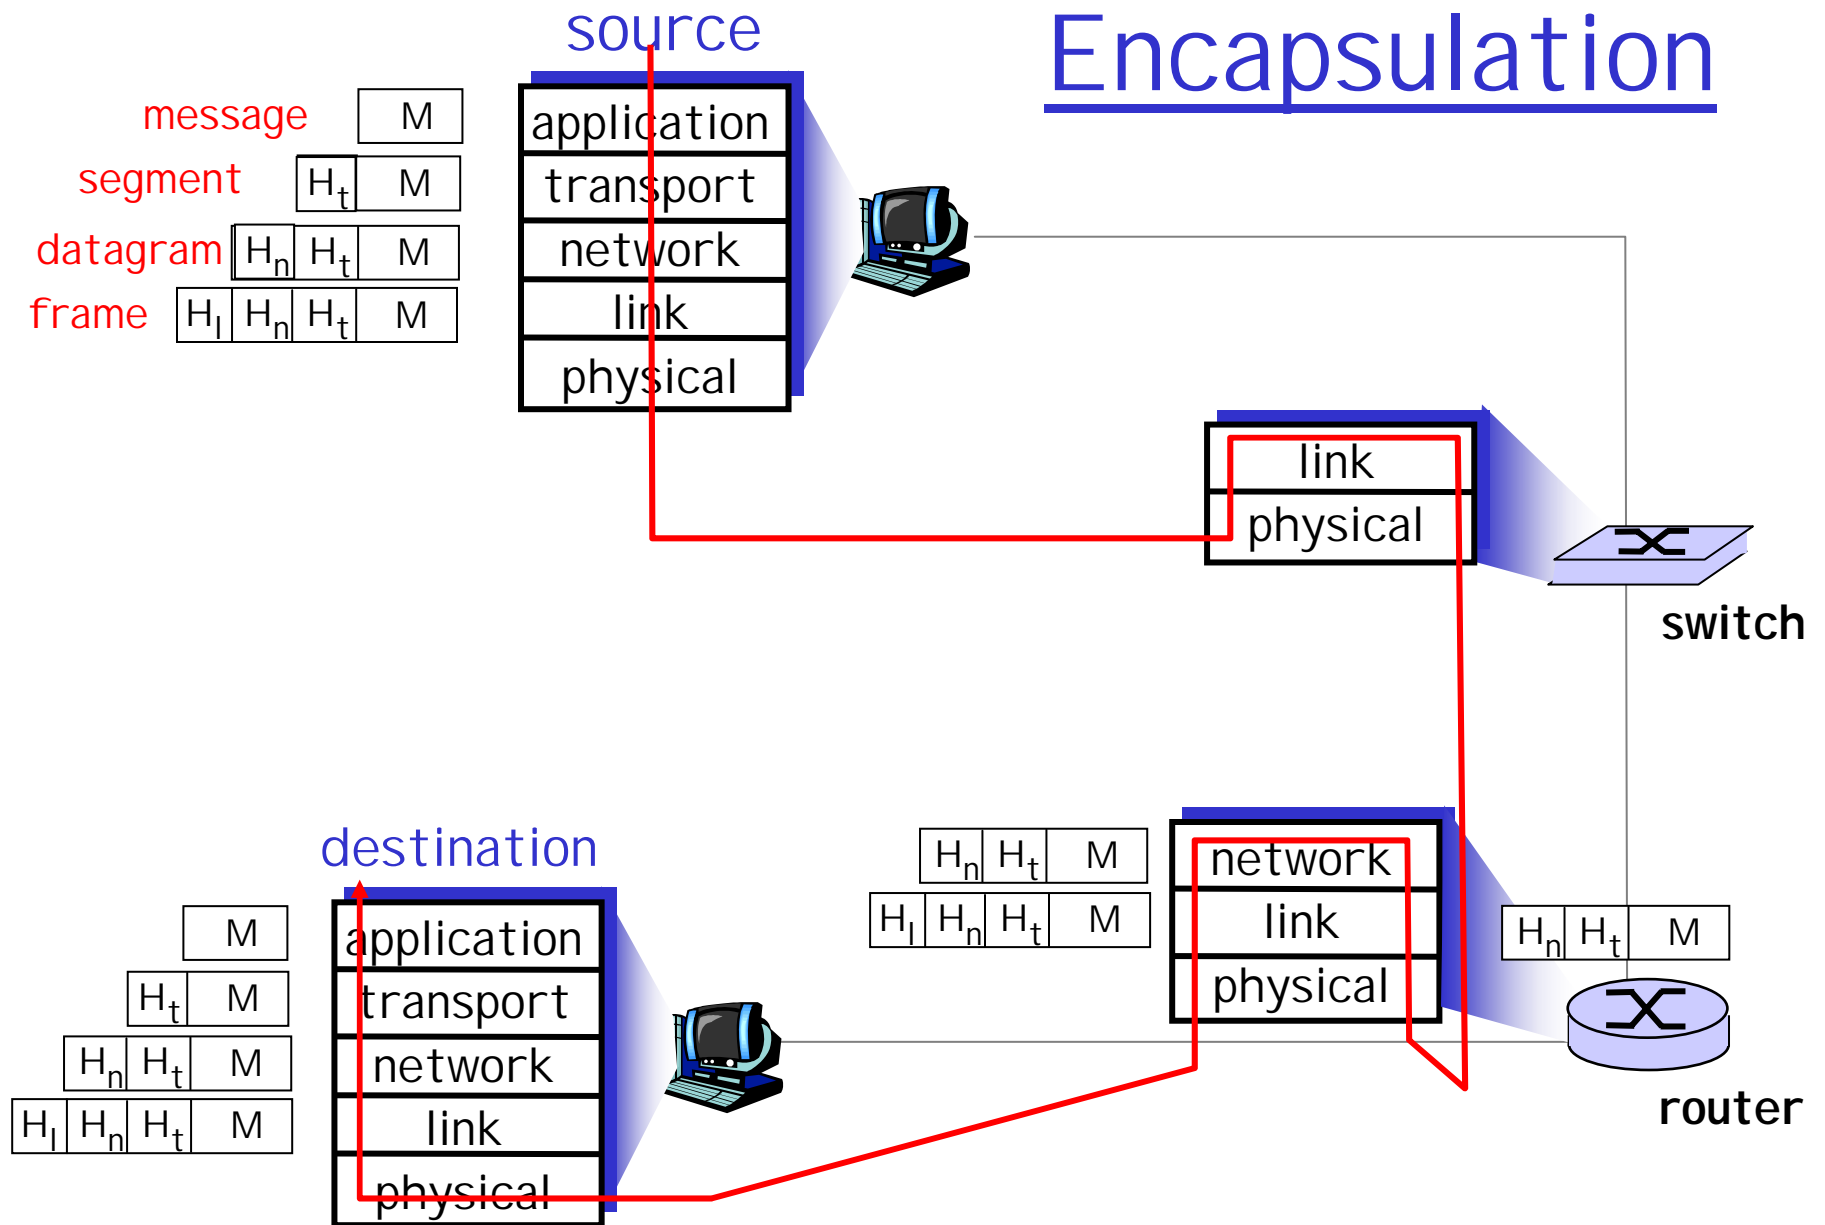 Encapsulation
source
message M
segment Ht M
datagram Hn Ht M
frame Hl Hn Ht M
application
transport
network
link
physical
link
physical
switch
Hn Ht M
Hl Hn Ht M
network
link
physical
Hn Ht M
router
destination
M
Ht M
Hn Ht M
Hl Hn Ht M
application
transport
network
link
physical